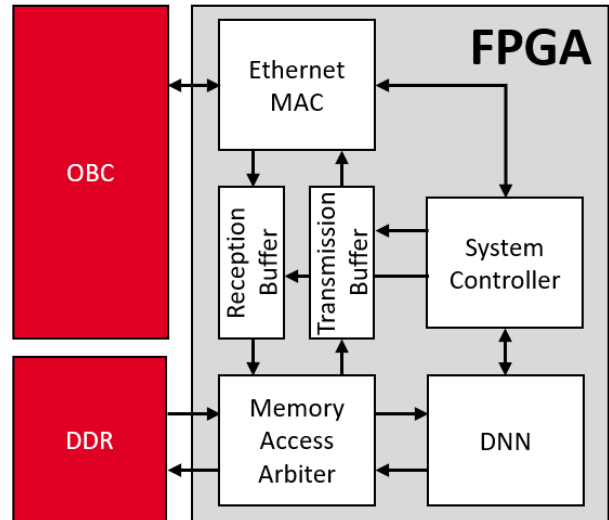 FPGA
Ethernet
MAC
OBC
Reception
Buffer
Transmission
Buffer
System
Controller
DDR
Memory
Access
Arbiter
DNN